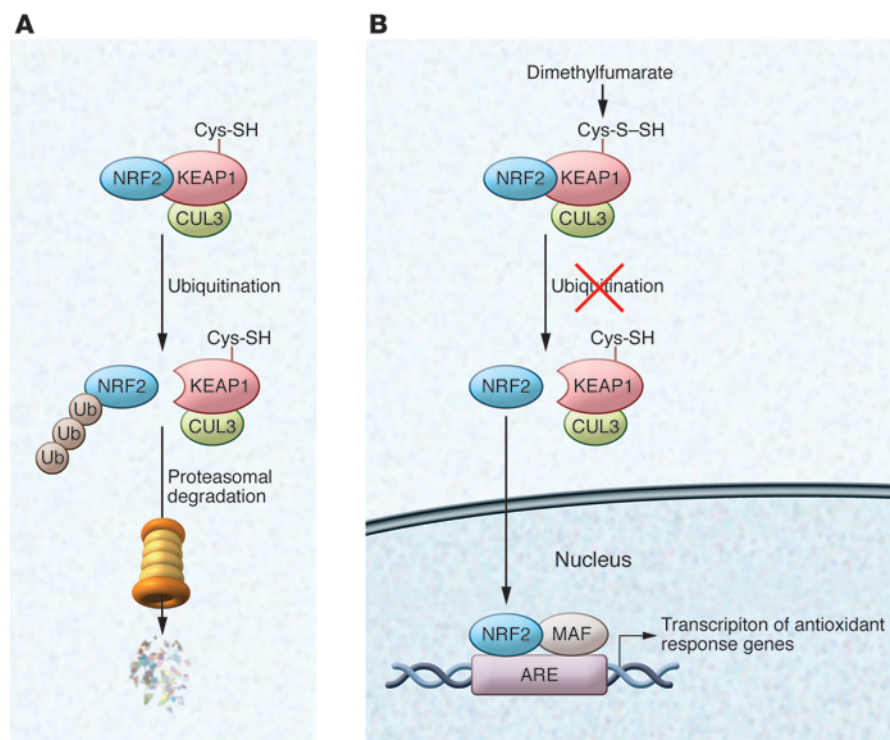 A
Cys-SH
NRF2
KEAP1
CUL3
Ubiquitination
Cys-SH
NRF2
KEAP1
Ub
Ub
Ub
CUL3
Proteasomal
degradation
B
Dimethylfumarate
Cys-S–SH
NRF2
KEAP1
CUL3
Ubiquitination
Cys-SH
NRF2
KEAP1
CUL3
Nucleus
NRF2
MAF
ARE
Transcripiton of antioxidant
response genes